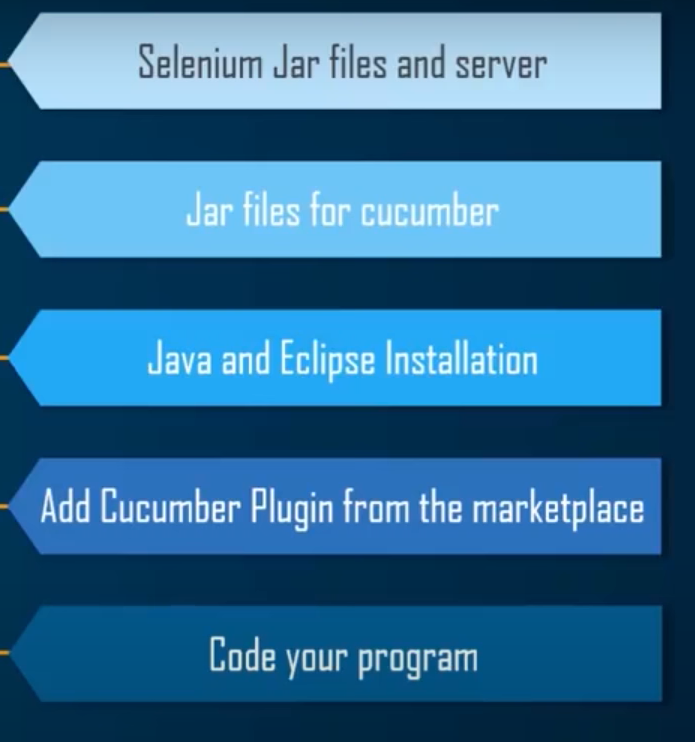 Selenium Jar files and server
Jar files for cucumber
Java and Eclipse Installation
Add Cucumber Plugin from the marketplace
Code your program